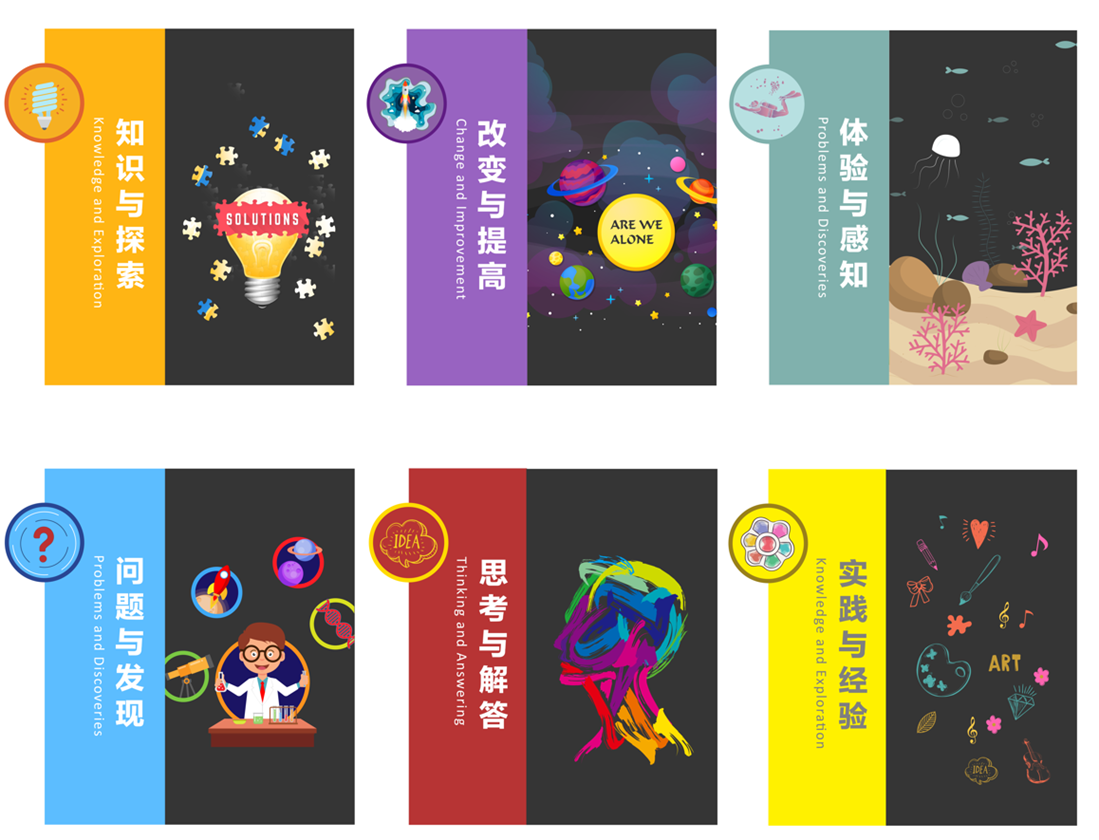 知识与探索
Knowledge and Exploration
SOLUTIONS
改变与提高
Change and Improvement
ARE WE
ALONE
体验与感知
Problems and Discoveries
?
问题与发现
Problems and Discoveries
IDEA
思考与解答
Thinking and Answering
实践与经验
Knowledge and Exploration
ART
IDEA